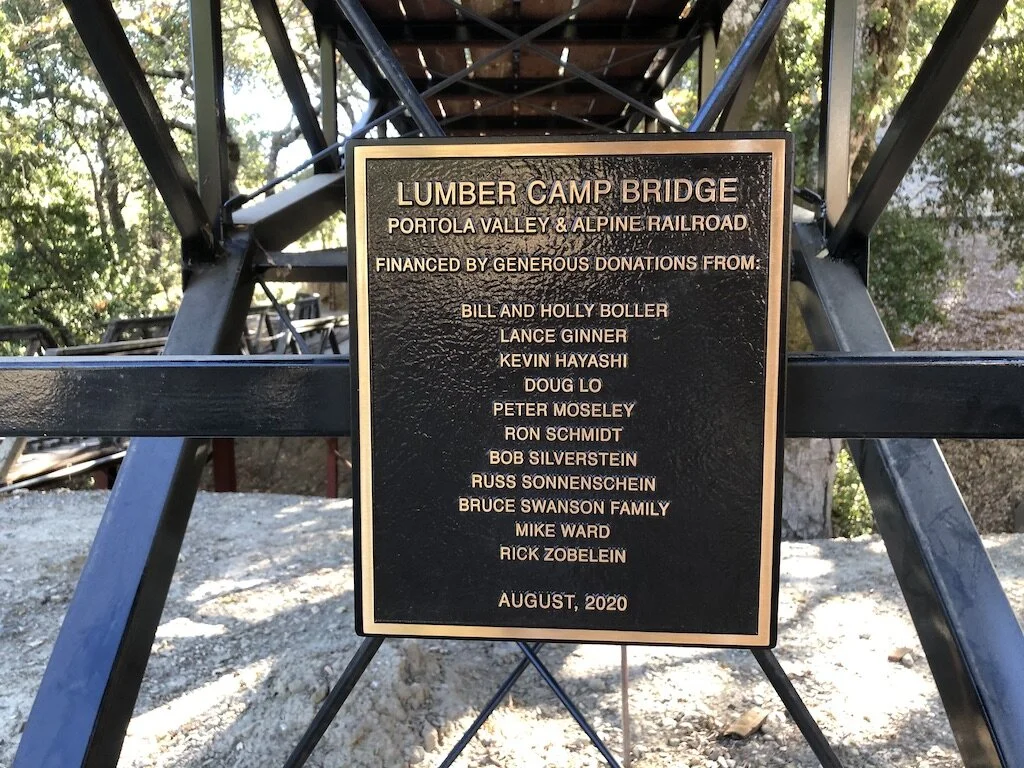 LUMBER CAMP BRIDGE
PORTOLA VALLEY & ALPINE RAILROAD
FINANCED BY GENEROUS DONATIONS FROM:
BILL AND HOLLY BOLLER
LANCE GINNER
KEVIN HAYASHI
DOUG LO
PETER MOSELEY
RON SCHMIDT
BOB SILVERSTEIN
RUSS SONNENSCHEIN
BRUCE SWANSON FAMILY
MIKE WARD
RICK ZOBELEIN
AUGUST, 2020